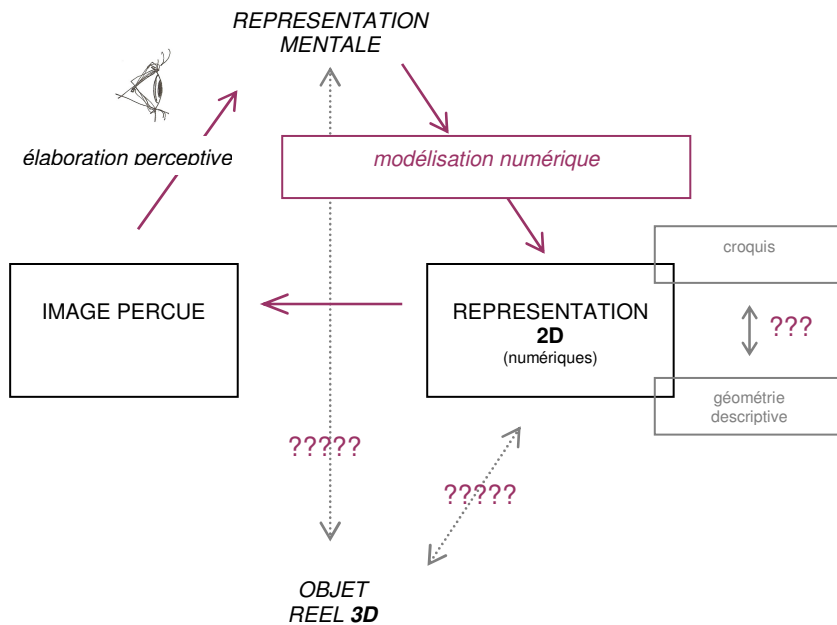 REPRESENTATION
MENTALE
élaboration perceptive
modélisation numérique
croquis
IMAGE PERCUE
REPRESENTATION
2D
(numériques)
???
géométrie
descriptive
?????
?????
OBJET
REEL 3D